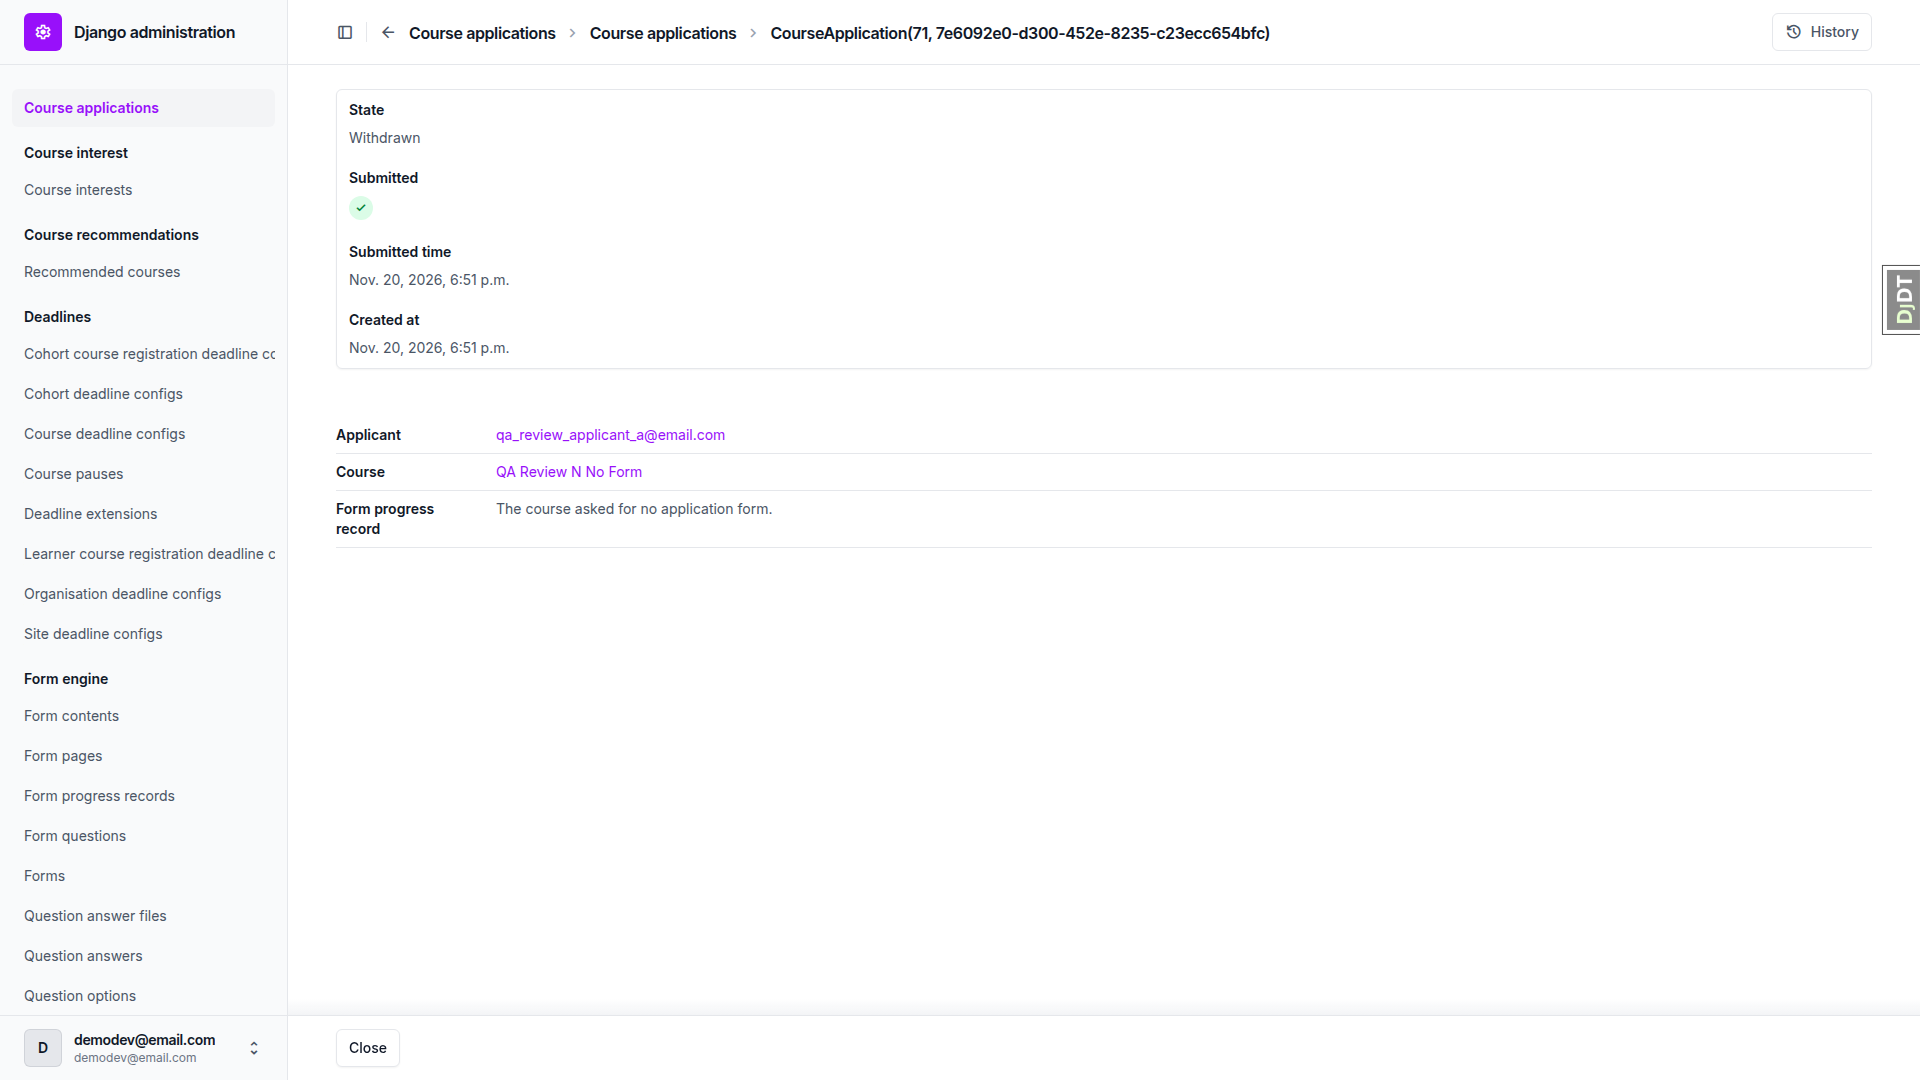 Django administration
Course applications
Course interest
Course interests
Course recommendations
Recommended courses
Deadlines
Cohort course registration deadline cc
Cohort deadline configs
Course deadline configs
Course pauses
Deadline extensions
Learner course registration deadline c
Organisation deadline configs
Site deadline configs
Form engine
Form contents
Form pages
Form progress records
Form questions
Forms
Question answer files
Question answers
Question options
D
demodev@email.com
demodev@email.com
Course applications > Course applications > CourseApplication(71, 7e6092e0-d300-452e-8235-c23ecc654bfc)
History
State
Withdrawn
Submitted
Submitted time
Nov. 20, 2026, 6:51 p.m.
Created at
Nov. 20, 2026, 6:51 p.m.
Applicant qa_review_applicant_a@email.com
Course QA Review N No Form
Form progress record The course asked for no application form.
DJDT
Close